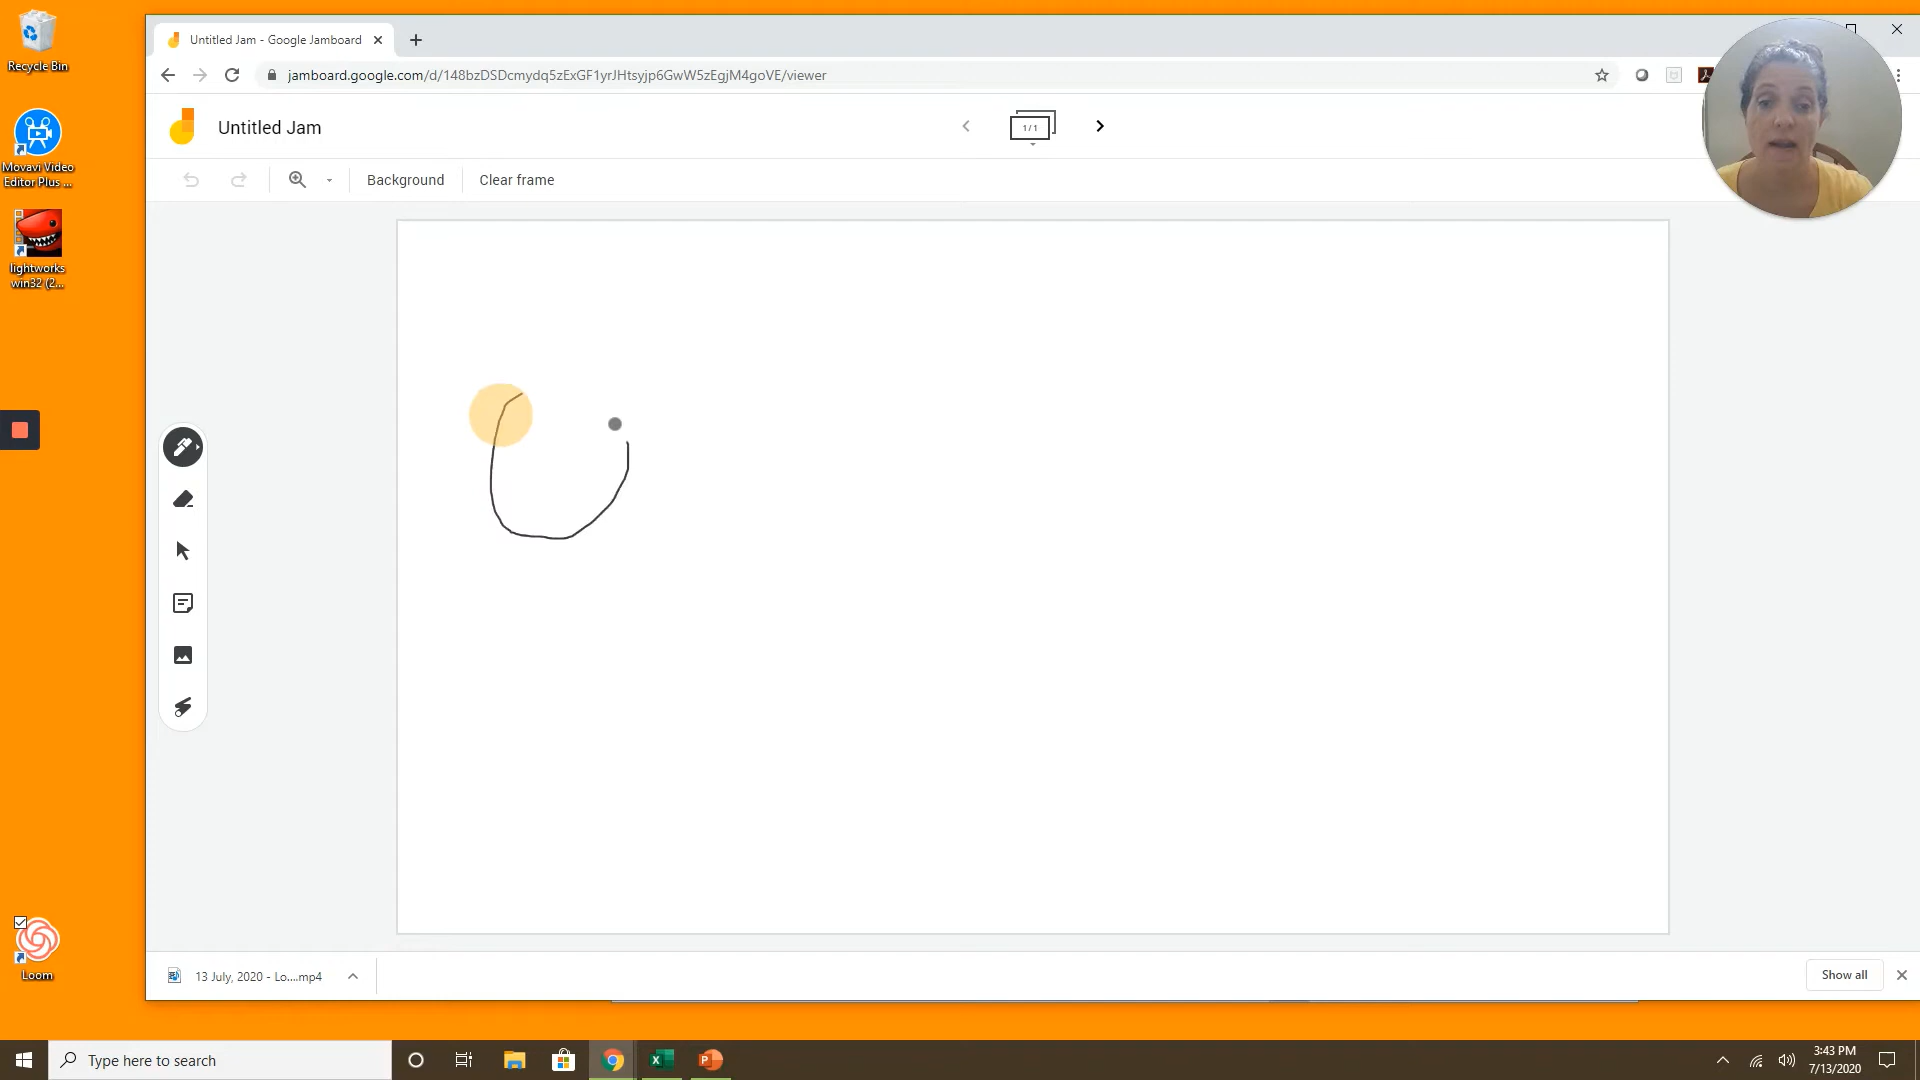 Recycle Bin
Movavi Video
Editor Plus ...
lightworks
win32 (2...
Loom
Untitled Jam - Google Jamboard
jamboard.google.com/d/148bzDSDcmydq5zExGF1yrJHtsyjp6GwW5zEgjM4goVE/viewer
Untitled Jam
1/1
Background
Clear frame
13 July, 2020 - Lo....mp4
Show all
Type here to search
3:43 PM
7/13/2020